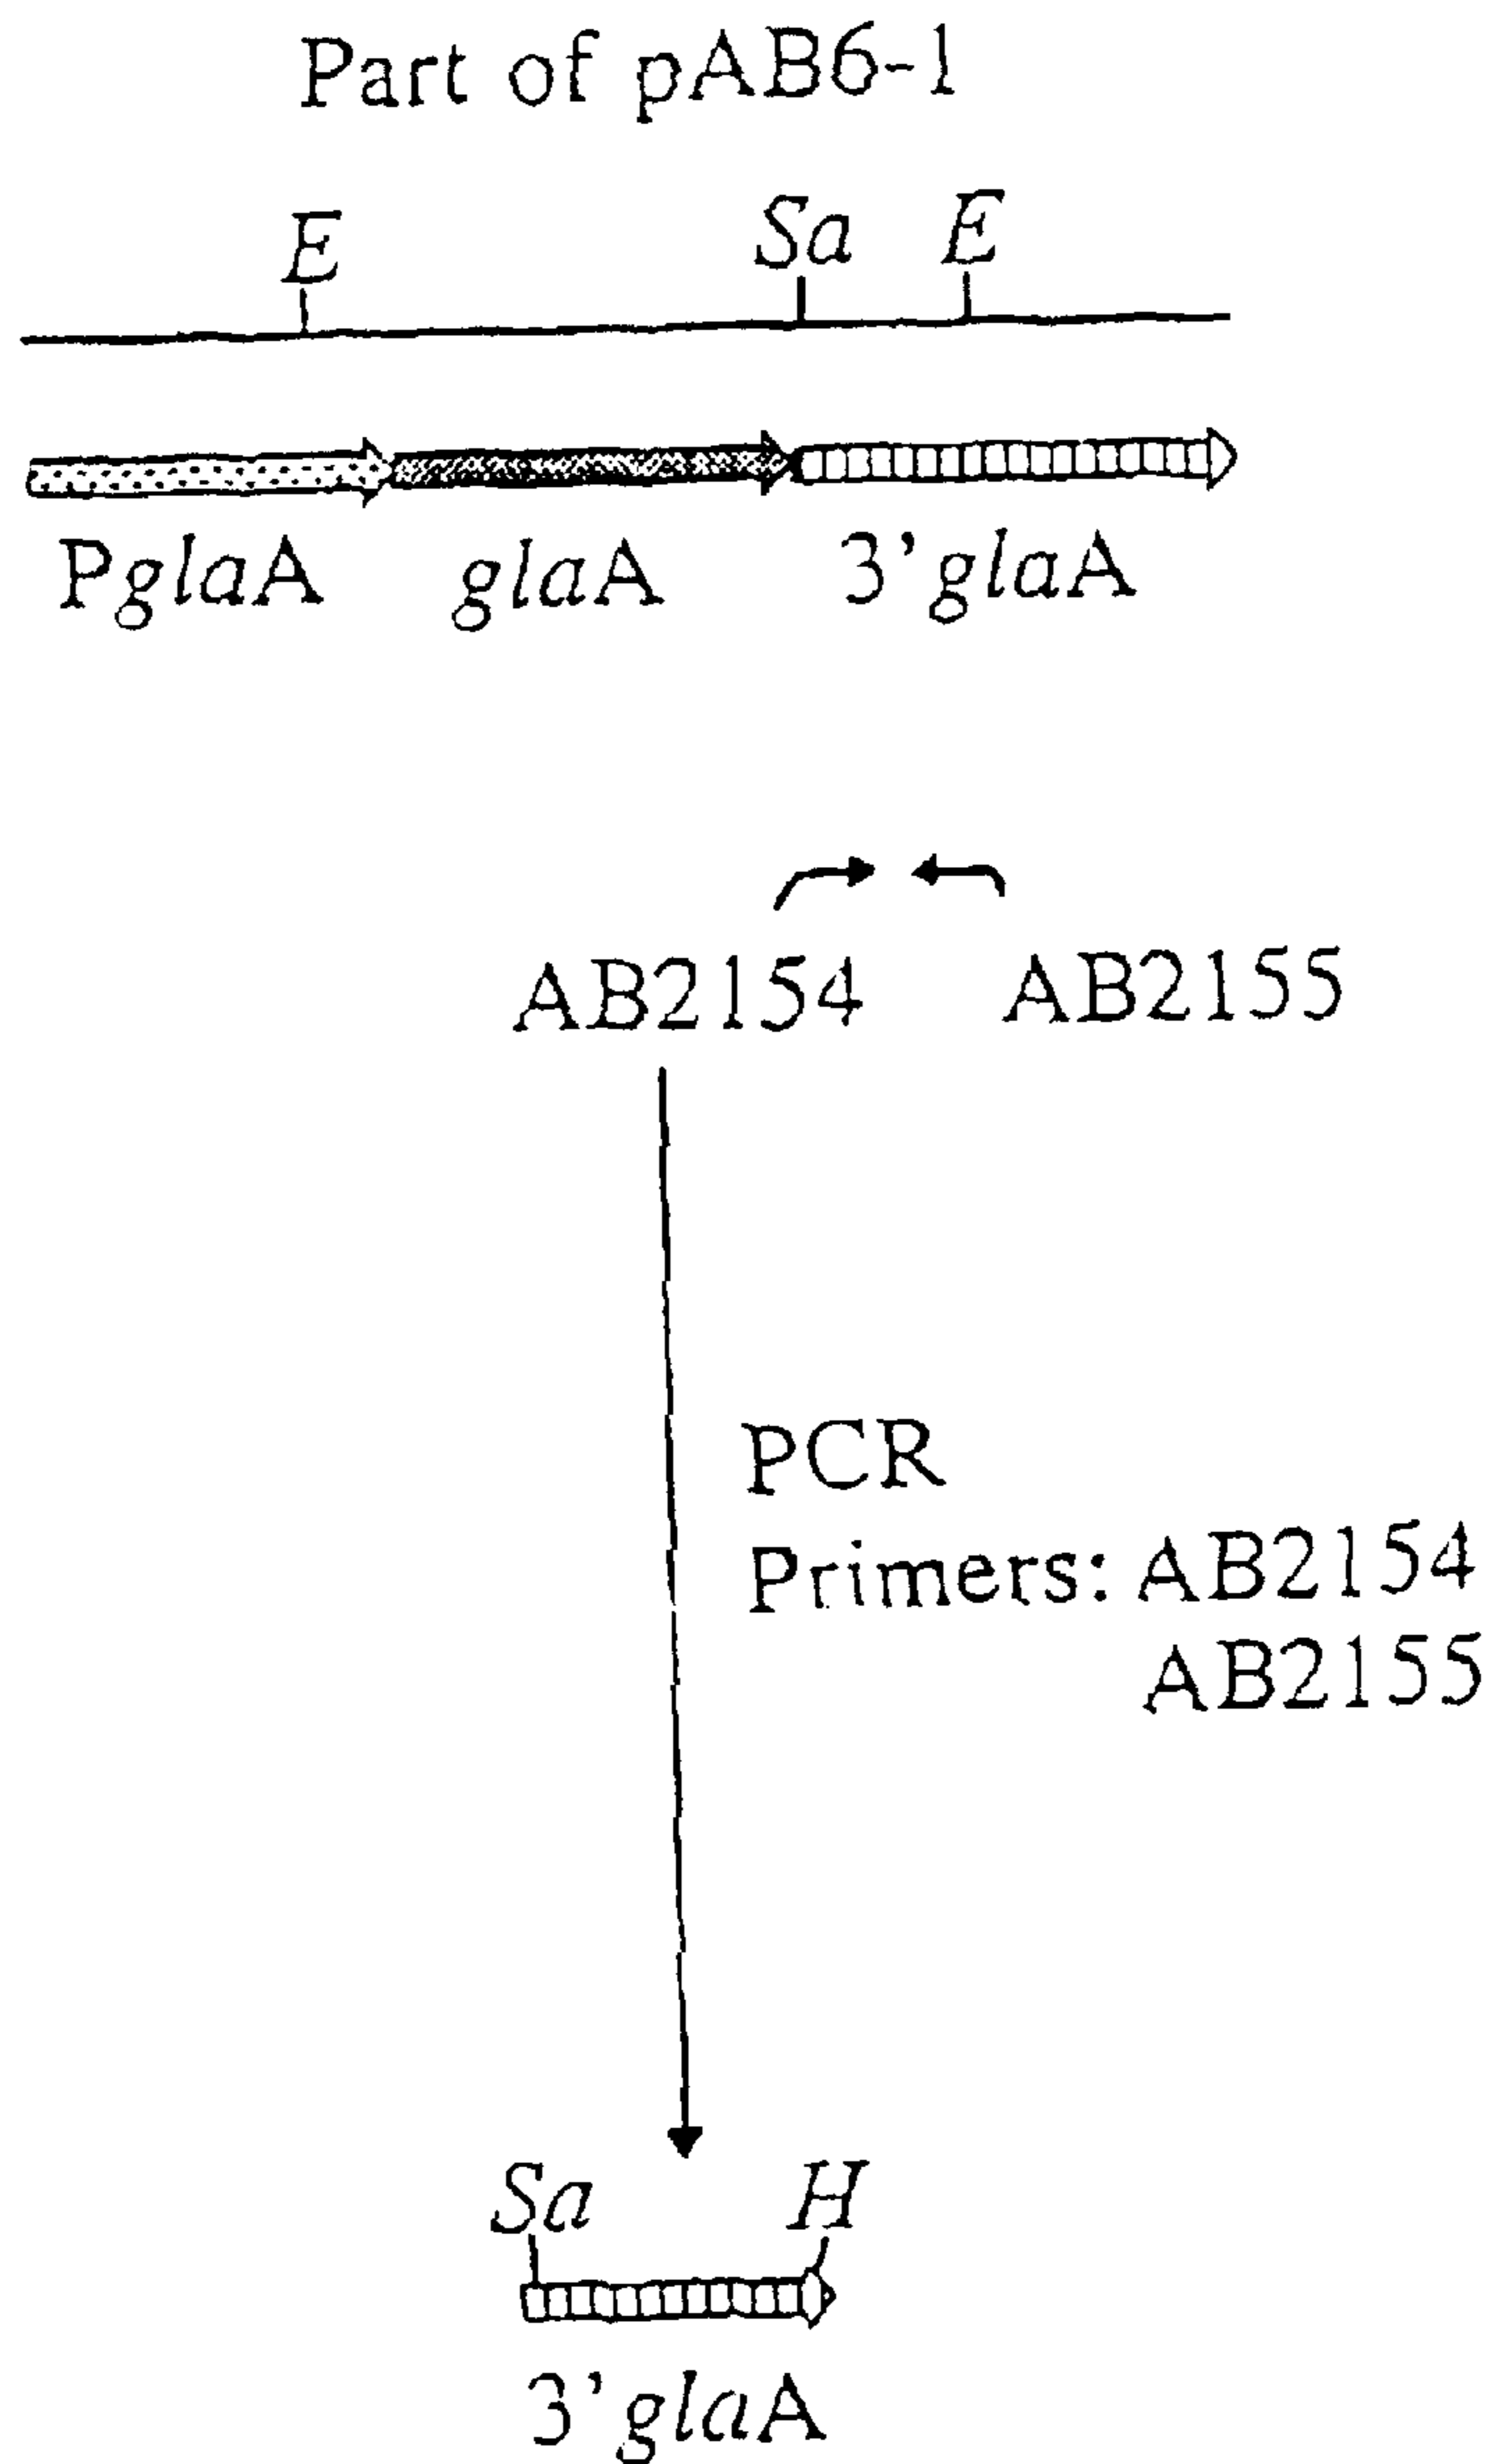 Part of pAB6-1
E Sa E
PglaA glaA 3'glaA
AB2154 AB2155
PCR
Primers: AB2154
AB2155
Sa H
3'glaA